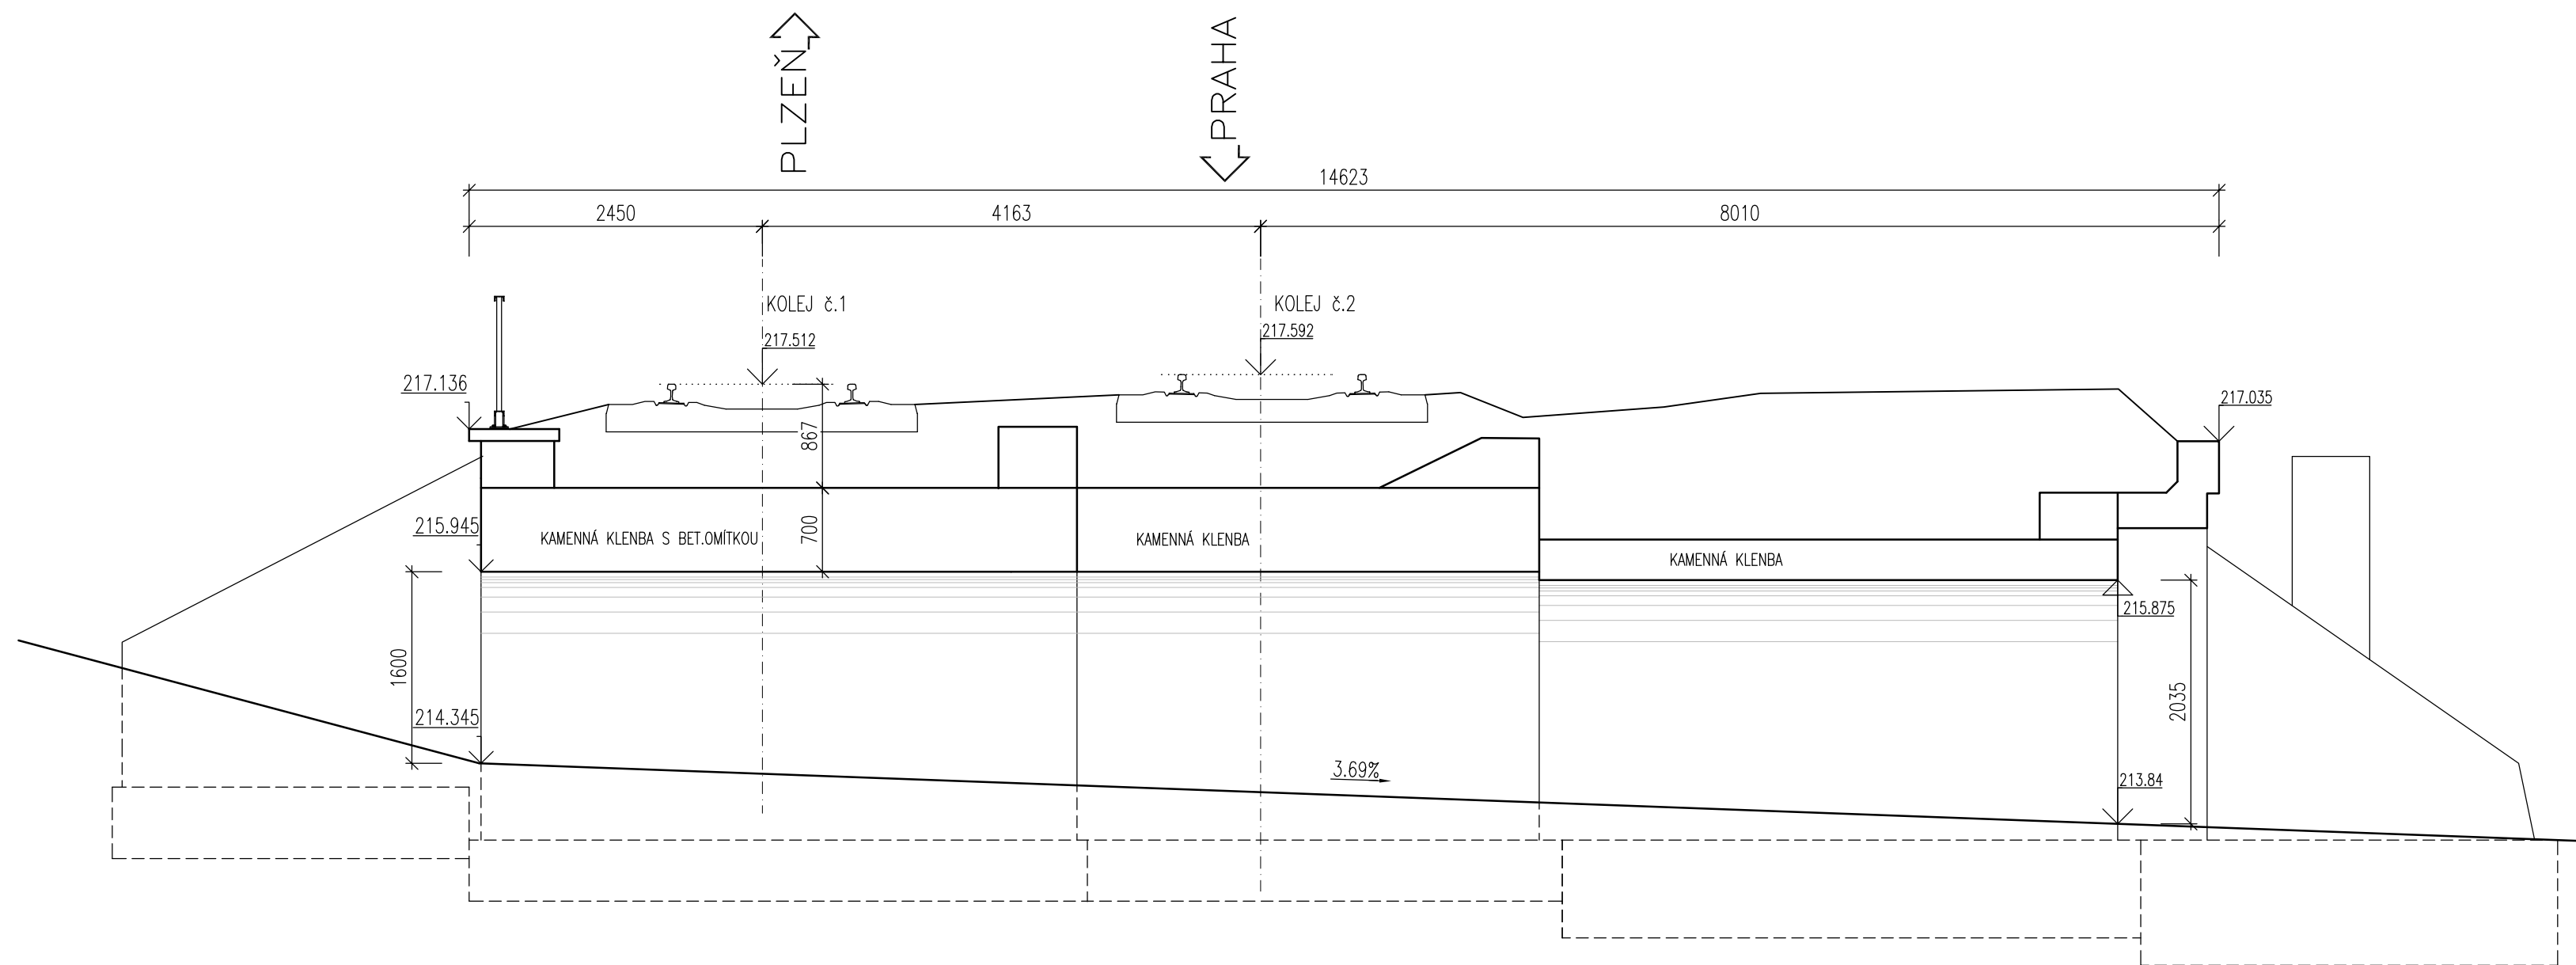 PLZEŇ
PRAHA
14623
2450
4163
8010
KOLEJ č.1
KOLEJ č.2
217.512
217.592
217.136
217.035
867
215.945
700
KAMENNÁ KLENBA S BET.OMÍTKOU
KAMENNÁ KLENBA
KAMENNÁ KLENBA
215.875
1600
2035
214.345
3.69%
213.84